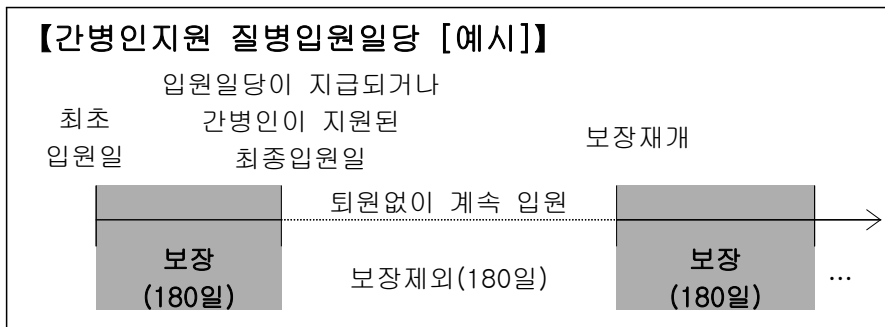 【간병인지원 질병입원일당 [예시]】
입원일당이 지급되거나
최초
간병인이 지원된
입원일
최종입원일
보장재개
퇴원없이 계속 입원
보장
(180일)
보장제외(180일)
보장
(180일)
…